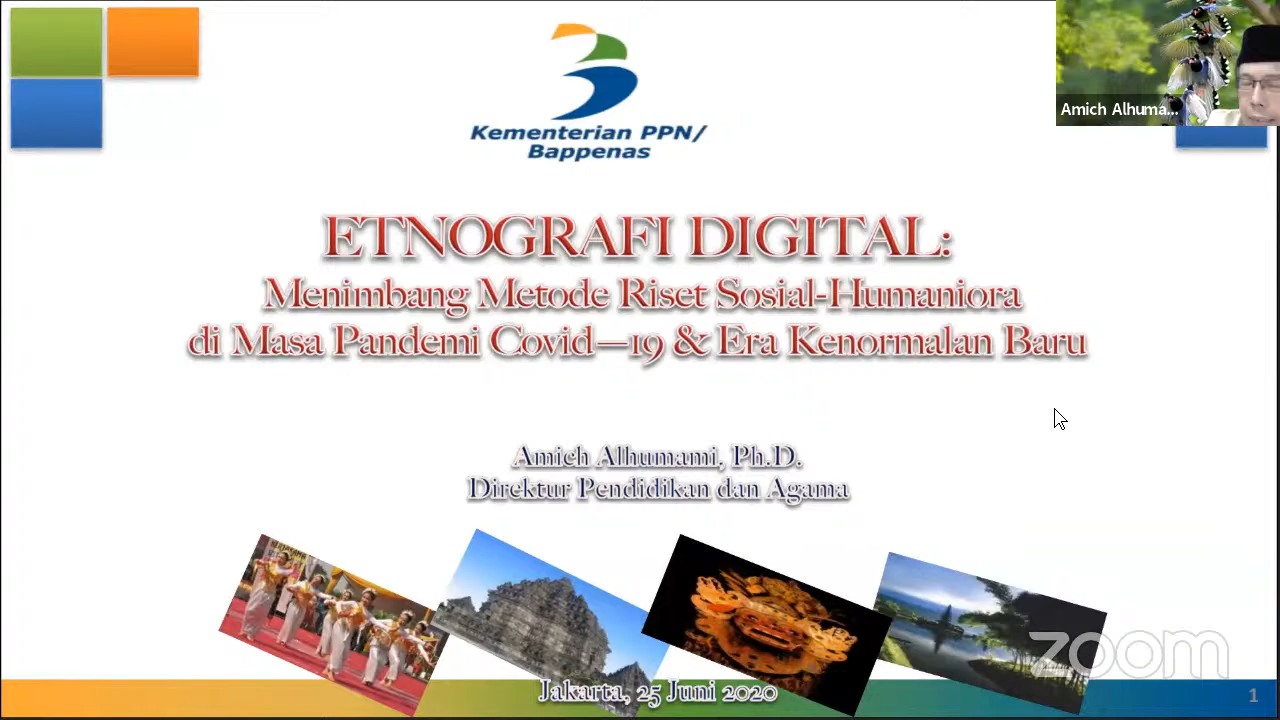 Kementerian PPN/
Bappenas
Amich Alhuma...
ETNOGRAFI DIGITAL:
Menimbang Metode Riset Sosial-Humaniora
di Masa Pandemi Covid—19 & Era Kenormalan Baru
Amich Alhumami, Ph.D.
Direktur Pendidikan dan Agama
zoom
Jakarta, 25 Juni 2020
1